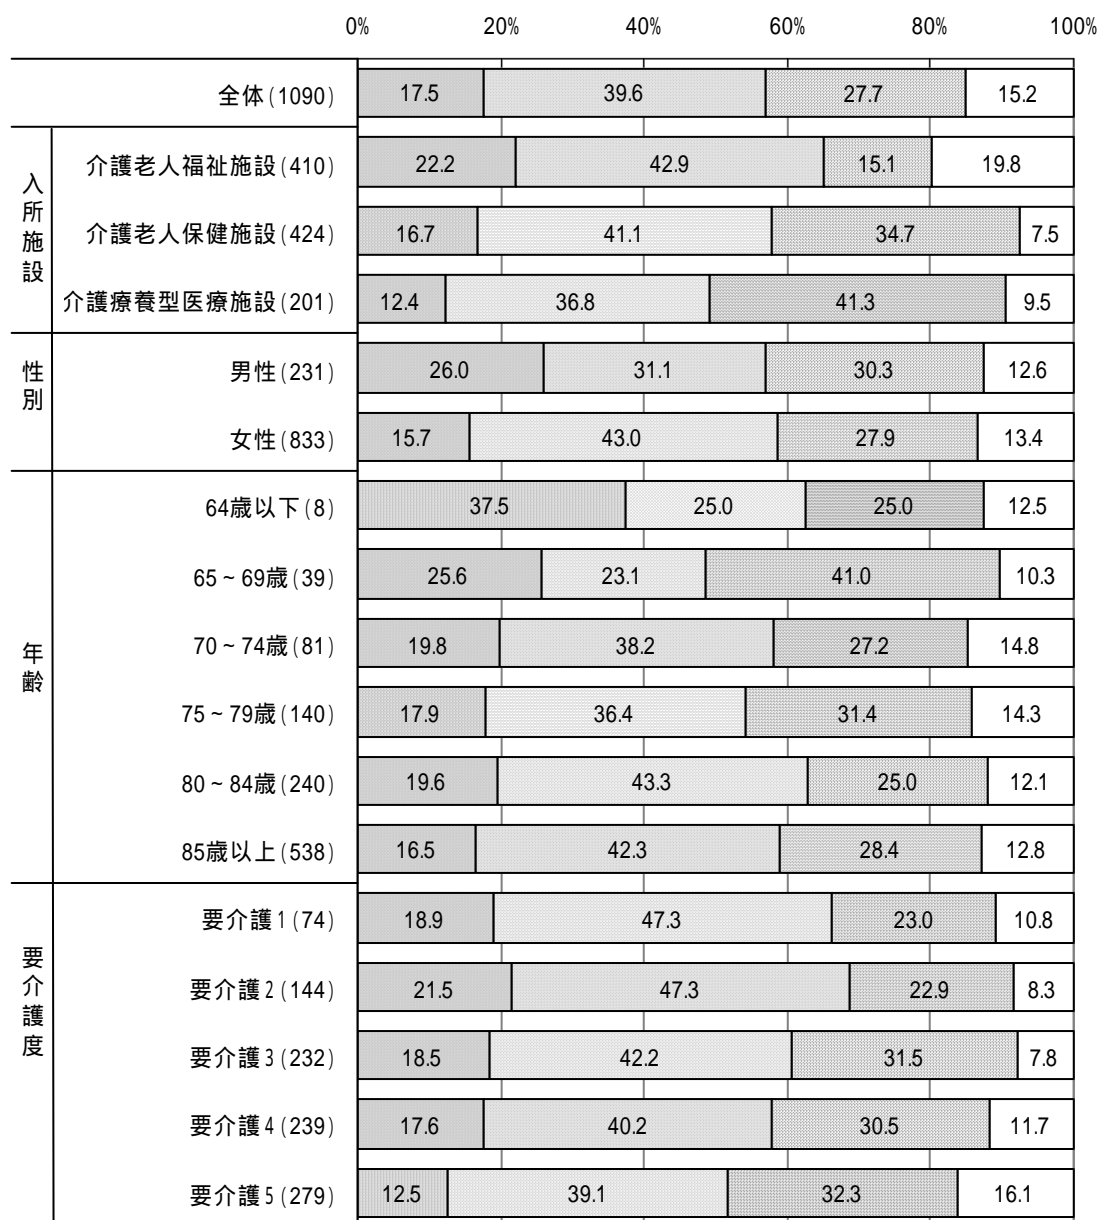 0% 20% 40% 60% 80% 100%
全体(1090) 17.5 39.6 27.7 15.2
入所施設
介護老人福祉施設(410) 22.2 42.9 15.1 19.8
介護老人保健施設(424) 16.7 41.1 34.7 7.5
介護療養型医療施設(201) 12.4 36.8 41.3 9.5
性別
男性(231) 26.0 31.1 30.3 12.6
女性(833) 15.7 43.0 27.9 13.4
年齢
64歳以下(8) 37.5 25.0 25.0 12.5
65~69歳(39) 25.6 23.1 41.0 10.3
70~74歳(81) 19.8 38.2 27.2 14.8
75~79歳(140) 17.9 36.4 31.4 14.3
80~84歳(240) 19.6 43.3 25.0 12.1
85歳以上(538) 16.5 42.3 28.4 12.8
要介護度
要介護1(74) 18.9 47.3 23.0 10.8
要介護2(144) 21.5 47.3 22.9 8.3
要介護3(232) 18.5 42.2 31.5 7.8
要介護4(239) 17.6 40.2 30.5 11.7
要介護5(279) 12.5 39.1 32.3 16.1